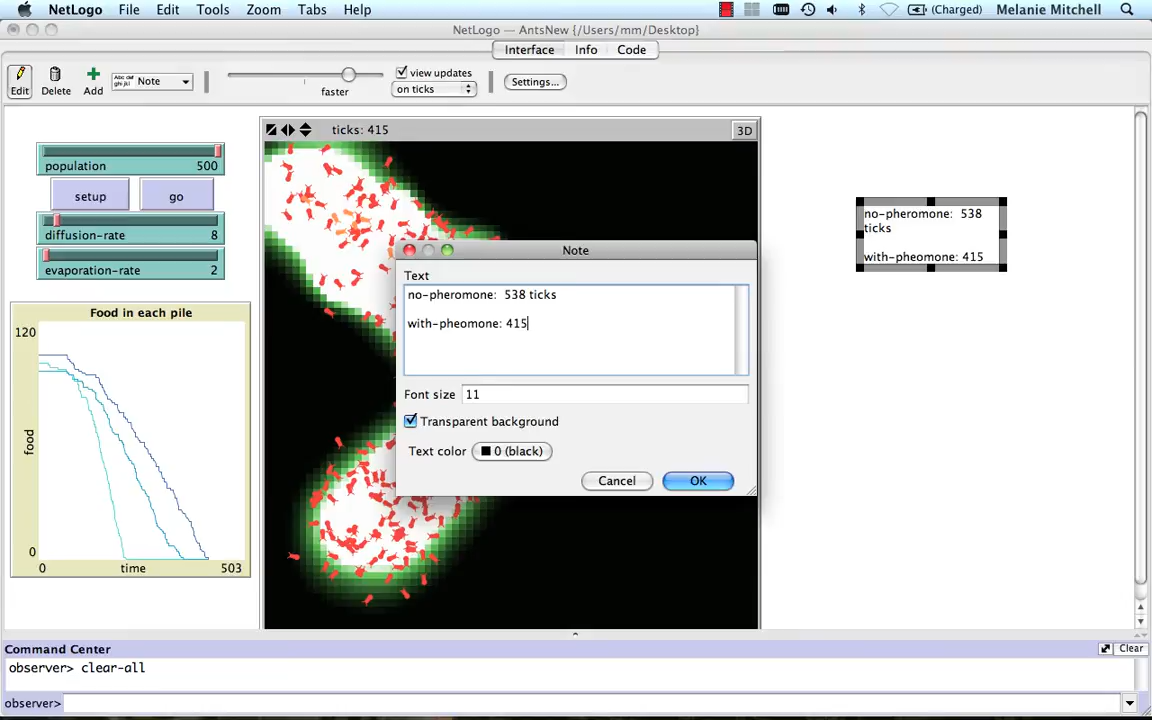 NetLogo File Edit Tools Zoom Tabs Help (Charged) Melanie Mitchell
NetLogo — AntsNew {/Users/mm/Desktop}
Interface Info Code
Edit Delete Add Abc def ghi jkl Note faster view updates on ticks Settings...
ticks: 415 3D
population 500
setup go
diffusion-rate 8
evaporation-rate 2
Food in each pile
120
food
0
0 time 503
no-pheromone: 538
ticks
with-pheomone: 415
Note
Text
no-pheromone: 538 ticks
with-pheomone: 415
Font size 11
Transparent background
Text color 0 (black)
Cancel OK
Command Center Clear
observer> clear-all
observer>